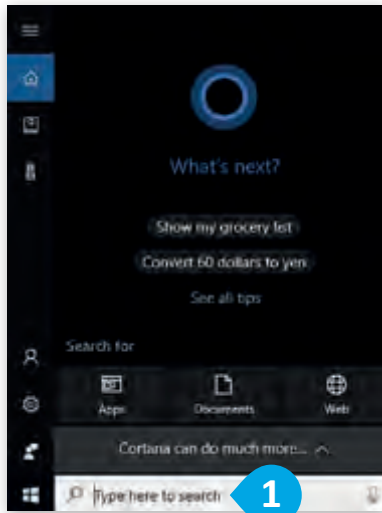 What's next?
Show my grocery list
Convert 60 dollars to yen
See all tips
Search for
Apps Documents Web
Cortana can do much more...
Type here to search 1